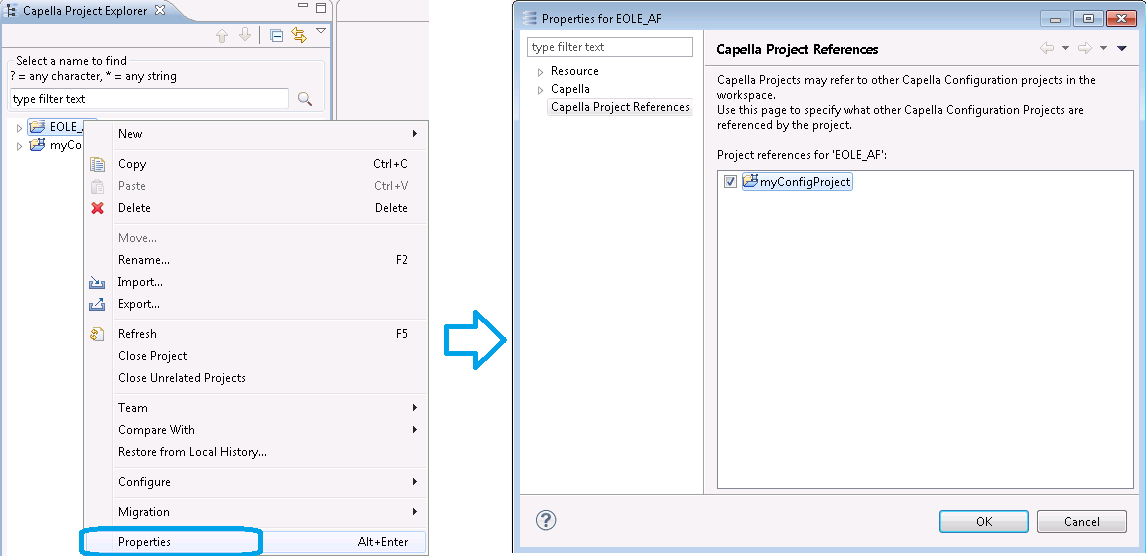 Capella Project Explorer
Select a name to find
? = any character, * = any string
type filter text
EOLE_A
myCo
New
Copy Ctrl+C
Paste Ctrl+V
Delete Delete
Move...
Rename... F2
Import...
Export...
Refresh F5
Close Project
Close Unrelated Projects
Team
Compare With
Restore from Local History...
Configure
Migration
Properties Alt+Enter
Properties for EOLE_AF
type filter text
Resource
Capella
Capella Project References
Capella Project References
Capella Projects may refer to other Capella Configuration projects in the
workspace.
Use this page to specify what other Capella Configuration Projects are
referenced by the project.
Project references for 'EOLE_AF':
myConfigProject
?
OK
Cancel